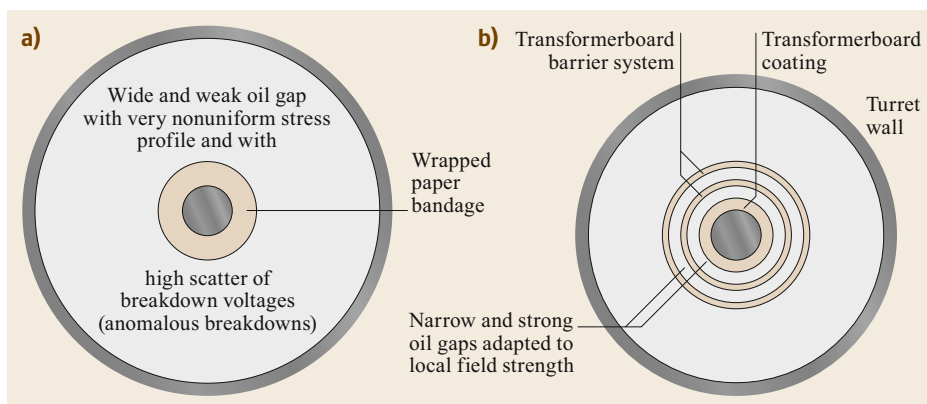 a)
Wide and weak oil gap
with very nonuniform stress
profile and with
high scatter of
breakdown voltages
(anomalous breakdowns)
Wrapped
paper
bandage
b)
Transformerboard
barrier system
Transformerboard
coating
Turret
wall
Narrow and strong
oil gaps adapted to
local field strength